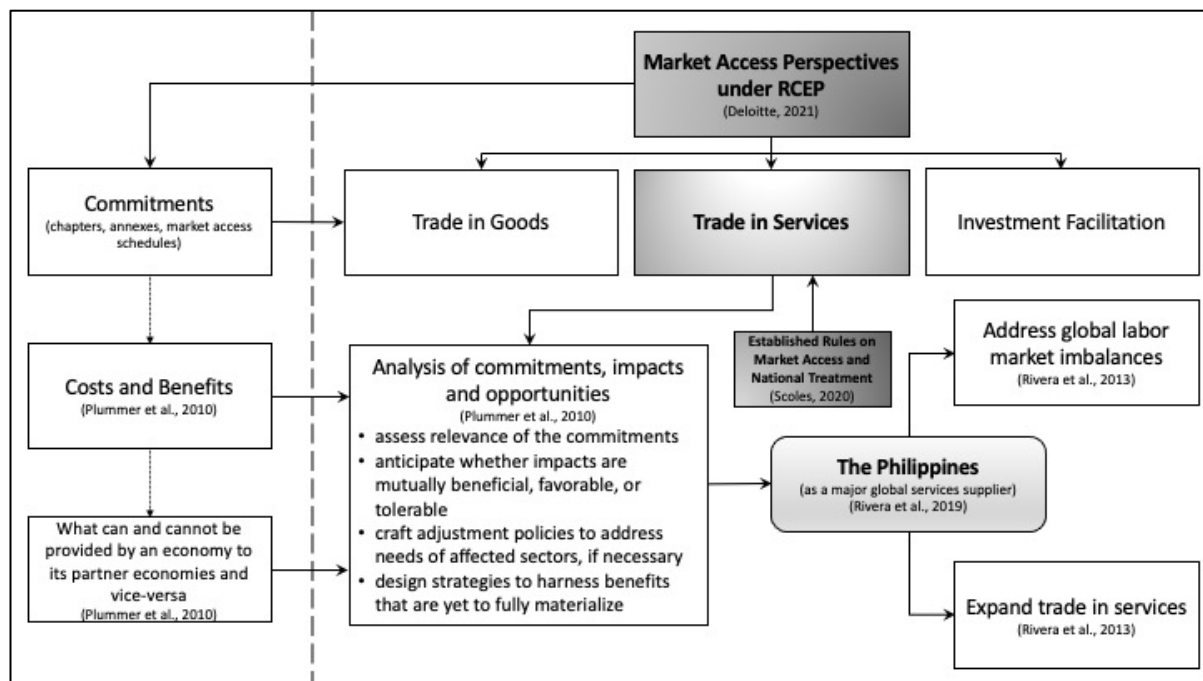 Market Access Perspectives
under RCEP
(Deloitte, 2021)
Commitments
(chapters, annexes, market access
schedules)
Trade in Goods
Trade in Services
Investment Facilitation
Costs and Benefits
(Plummer et al., 2010)
What can and cannot be
provided by an economy to
its partner economies and
vice-versa
(Plummer et al., 2010)
Analysis of commitments, impacts
and opportunities
(Plummer et al., 2010)
• assess relevance of the commitments
• anticipate whether impacts are
mutually beneficial, favorable, or
tolerable
• craft adjustment policies to address
needs of affected sectors, if necessary
• design strategies to harness benefits
that are yet to fully materialize
Established Rules on
Market Access and
National Treatment
(Scoles, 2020)
The Philippines
(as a major global services supplier)
(Rivera et al., 2019)
Address global labor
market imbalances
(Rivera et al. 2013)
Expand trade in services
(Rivera et al., 2013)